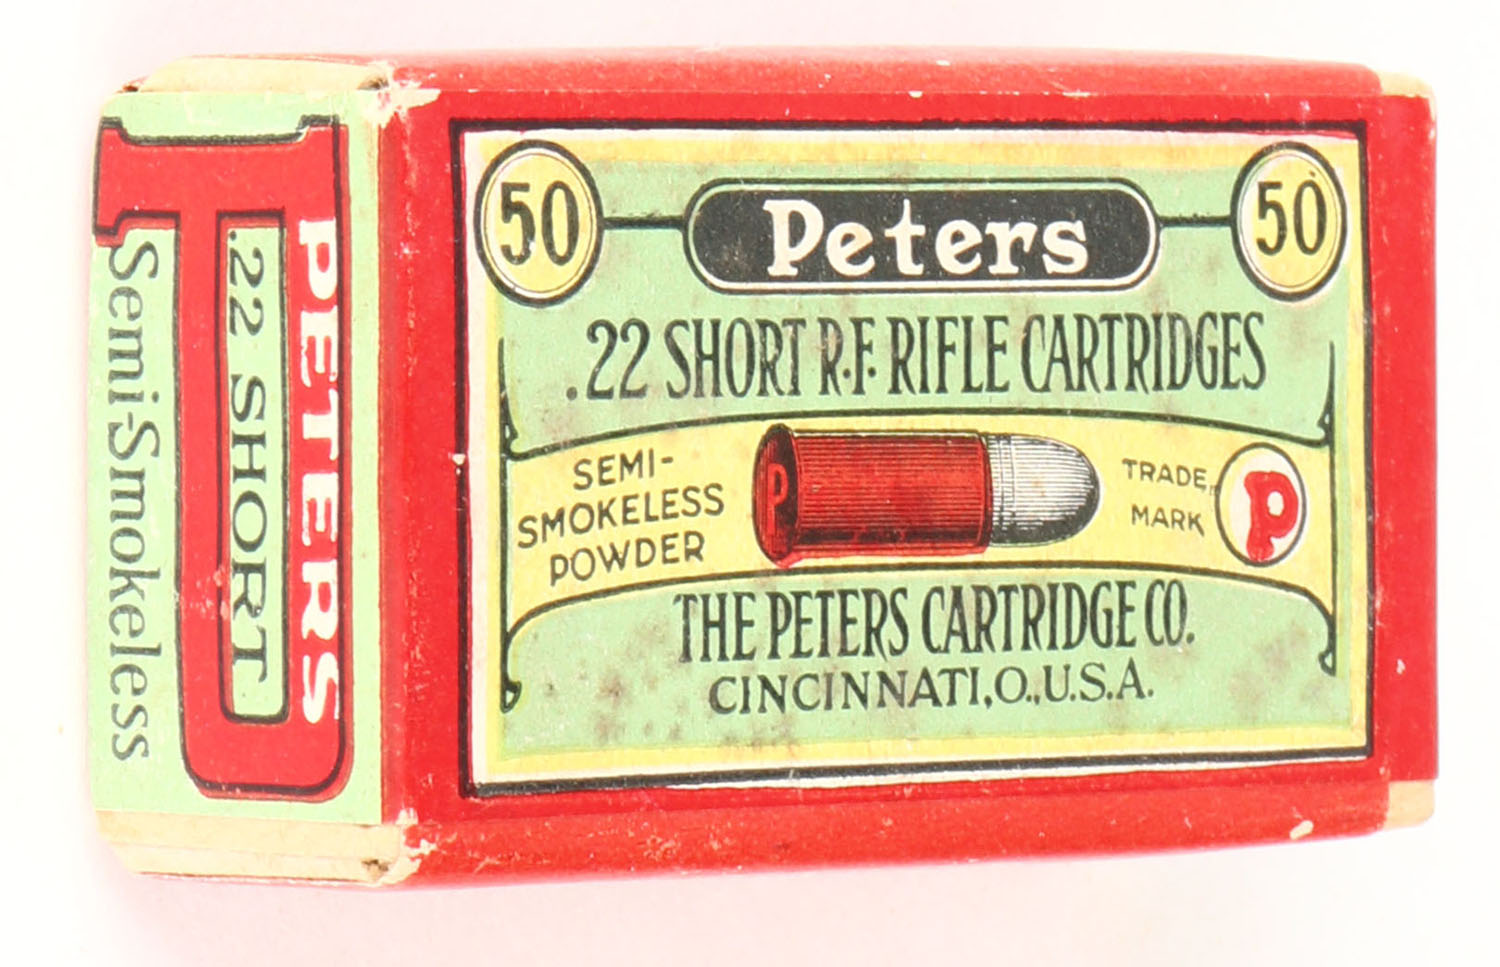 50 Peters 50
.22 SHORT R.F. RIFLE CARTRIDGES
SEMI-
SMOKELESS
POWDER
P
TRADE
MARK
P
THE PETERS CARTRIDGE CO.
CINCINNATI,O.,U.S.A.
PETERS
.22 SHORT
Semi-Smokeless
P